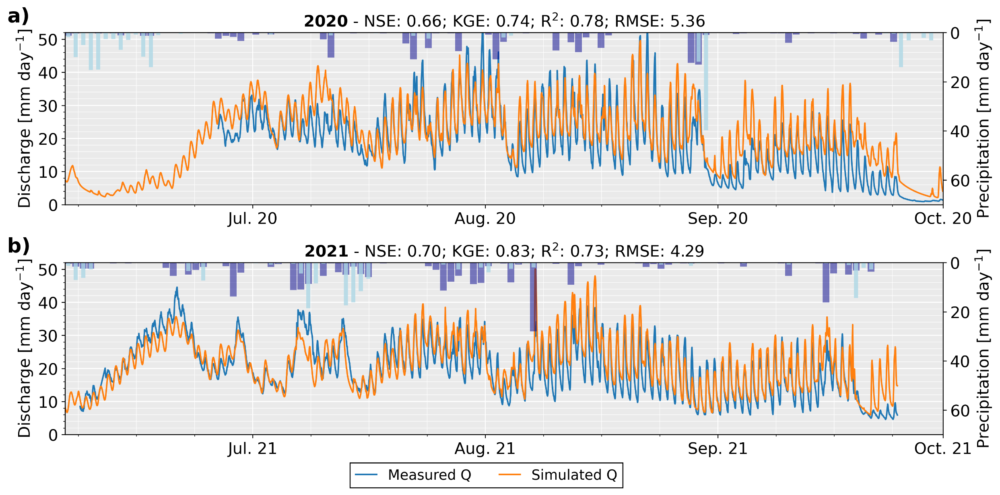 a)
2020 - NSE: 0.66; KGE: 0.74; R²: 0.78; RMSE: 5.36
Discharge [mm day⁻¹]
50
40
30
20
10
0
0
20
40
60
Precipitation [mm day⁻¹]
Jul. 20
Aug. 20
Sep. 20
Oct. 20
b)
2021 - NSE: 0.70; KGE: 0.83; R²: 0.73; RMSE: 4.29
Discharge [mm day⁻¹]
50
40
30
20
10
0
0
20
40
60
Precipitation [mm day⁻¹]
Jul. 21
Aug. 21
Sep. 21
Oct. 21
Measured Q
Simulated Q